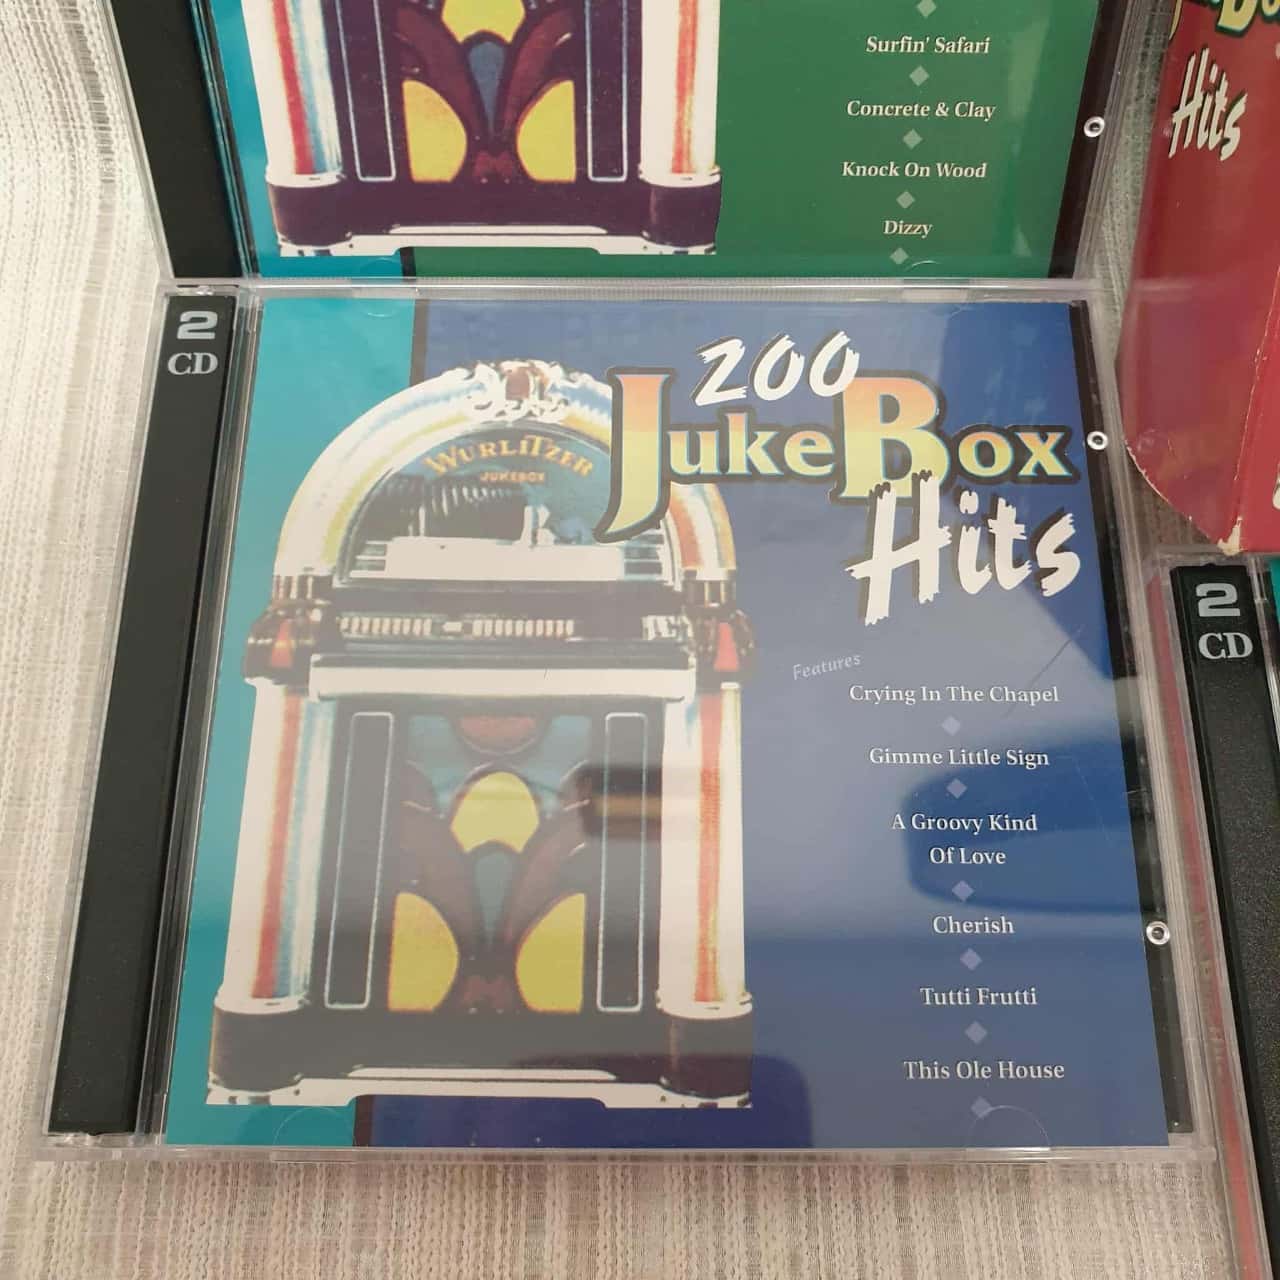 Surfin' Safari
Concrete & Clay
Knock On Wood
Dizzy
Hits
2
CD
200
JukeBox
Hits
WURLITZER
JUKEBOX
Features
Crying In The Chapel
Gimme Little Sign
A Groovy Kind
Of Love
Cherish
Tutti Frutti
This Ole House
2
CD